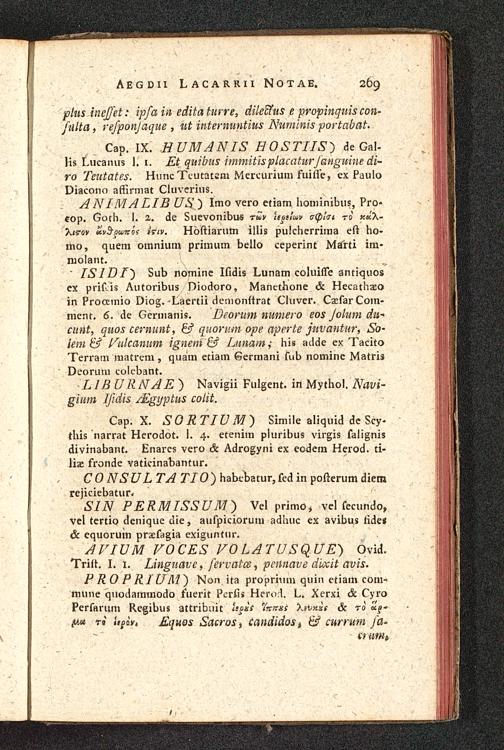 AEGDII LACARRII NOTAE. 269
plus inesſet: ipſa in edita turre, dilectus e propinquis con-
ſulta, reſponſaque, ut internuntius Numinis portabat.
Cap. IX. HUMANIS HOSTIIS) de Gal-
lis Lucanus l. 1. Et quibus immitis placatur ſanguine di-
ro Teutates. Hunc Teutatem Mercurium fuiſſe, ex Paulo
Diacono affirmat Cluverius.
ANIMALIBUS) Imo vero etiam hominibus, Pro-
cop. Goth. l. 2. de Suevonibus τῶν ἱερείων σφίσι τὸ κάλ-
λιστον ἄνθρωπός ἐστιν. Hoſtiarum illis pulcherrima eſt ho-
mo, quem omnium primum bello ceperint Marti im-
molant.
ISIDI) Sub nomine Iſidis Lunam coluiſſe antiquos
ex priſcis Autoribus Diodoro, Manethone & Hecathæo
in Procemio Diog. Laertii demonſtrat Cluver. Cæſar Com-
ment. 6. de Germanis. Deorum numero eos ſolum du-
cunt, quos cernunt, & quorum ope aperte juvantur, So-
lem & Vulcanum ignem & Lunam; his adde ex Tacito
Terram matrem, quam etiam Germani ſub nomine Matris
Deorum colebant.
LIBURNAE) Navigii Fulgent. in Mythol. Navi-
gium Iſidis Ægyptus colit.
Cap. X. SORTIUM) Simile aliquid de Scy-
this narrat Herodot. l. 4. etenim pluribus virgis ſalignis
divinabant. Enares vero & Adrogyni ex eodem Herod. ti-
liæ fronde vaticinabantur.
CONSULTATIO) habebatur, ſed in poſterum diem
rejiciebatur.
SIN PERMISSUM) Vel primo, vel ſecundo,
vel tertio denique die, auſpiciorum adhuc ex avibus fides
& equorum præſagia exiguntur.
AVIUM VOCES VOLATUSQUE) Ovid.
Triſt. I. 1. Linguave, ſervatæ, pennave dixit avis.
PROPRIUM) Non ita proprium quin etiam com-
mune quodammodo fuerit Perſis Herod. L. Xerxi & Cyro
Perſarum Regibus attribuit ἱερὲς ἵππες λευκὲς & τὸ ἅρ-
μα τὸ ἱερὸν. Equos Sacros, candidos, & currum ſa-
crum,